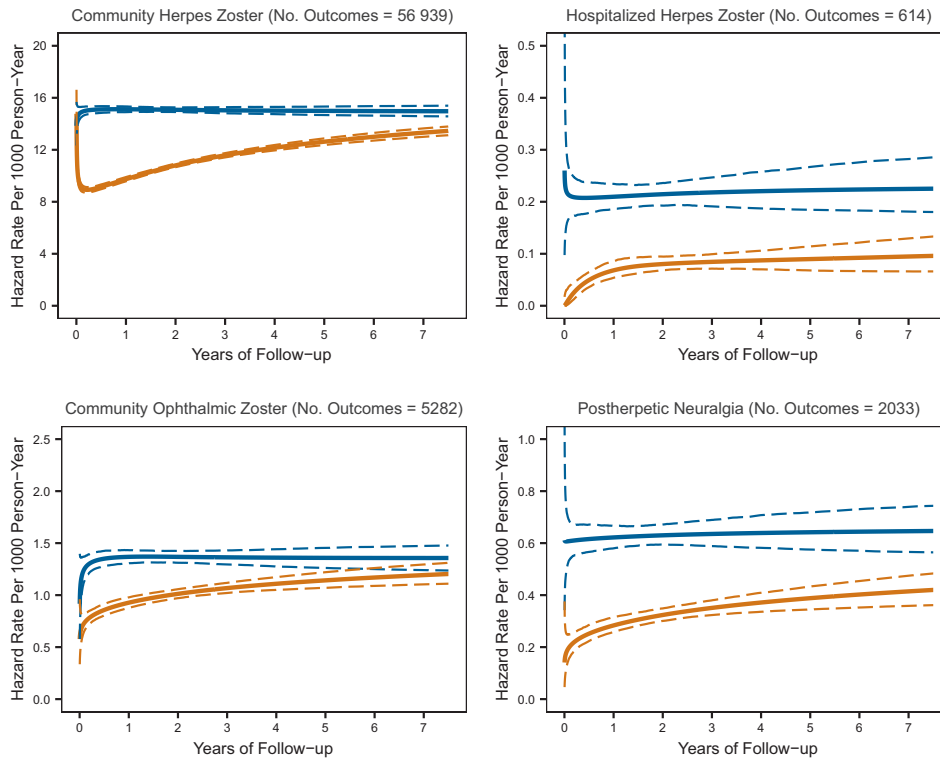 Community Herpes Zoster (No. Outcomes = 56 939)
Hazard Rate Per 1000 Person−Year
20
16
12
8
4
0
0 1 2 3 4 5 6 7
Years of Follow−up
Hospitalized Herpes Zoster (No. Outcomes = 614)
Hazard Rate Per 1000 Person−Year
0.5
0.4
0.3
0.2
0.1
0.0
0 1 2 3 4 5 6 7
Years of Follow−up
Community Ophthalmic Zoster (No. Outcomes = 5282)
Hazard Rate Per 1000 Person−Year
2.5
2.0
1.5
1.0
0.5
0.0
0 1 2 3 4 5 6 7
Years of Follow−up
Postherpetic Neuralgia (No. Outcomes = 2033)
Hazard Rate Per 1000 Person−Year
1.0
0.8
0.6
0.4
0.2
0.0
0 1 2 3 4 5 6 7
Years of Follow−up